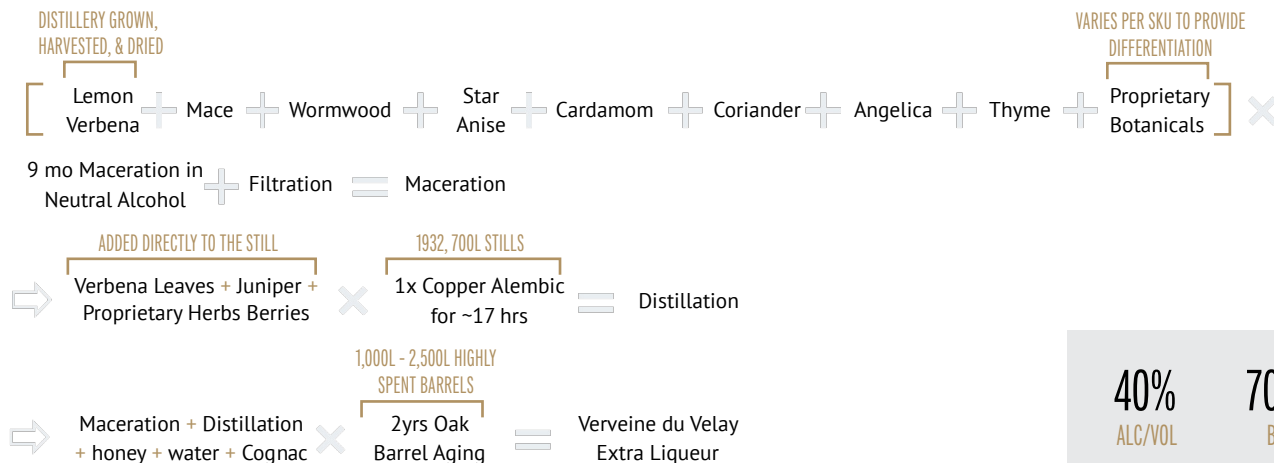 DISTILLERY GROWN,
HARVESTED, & DRIED
VARIES PER SKU TO PROVIDE
DIFFERENTIATION
[ Lemon Verbena + Mace + Wormwood + Star Anise + Cardamom + Coriander + Angelica + Thyme + Proprietary Botanicals ] ×
9 mo Maceration in Neutral Alcohol + Filtration = Maceration
ADDED DIRECTLY TO THE STILL
1932, 700L STILLS
Verbena Leaves + Juniper +
Proprietary Herbs Berries
×
1x Copper Alembic
for ~17 hrs
=
Distillation
1,000L - 2,500L HIGHLY
SPENT BARRELS
Maceration + Distillation
+ honey + water + Cognac
×
2yrs Oak
Barrel Aging
=
Verveine du Velay
Extra Liqueur
40%
ALC/VOL